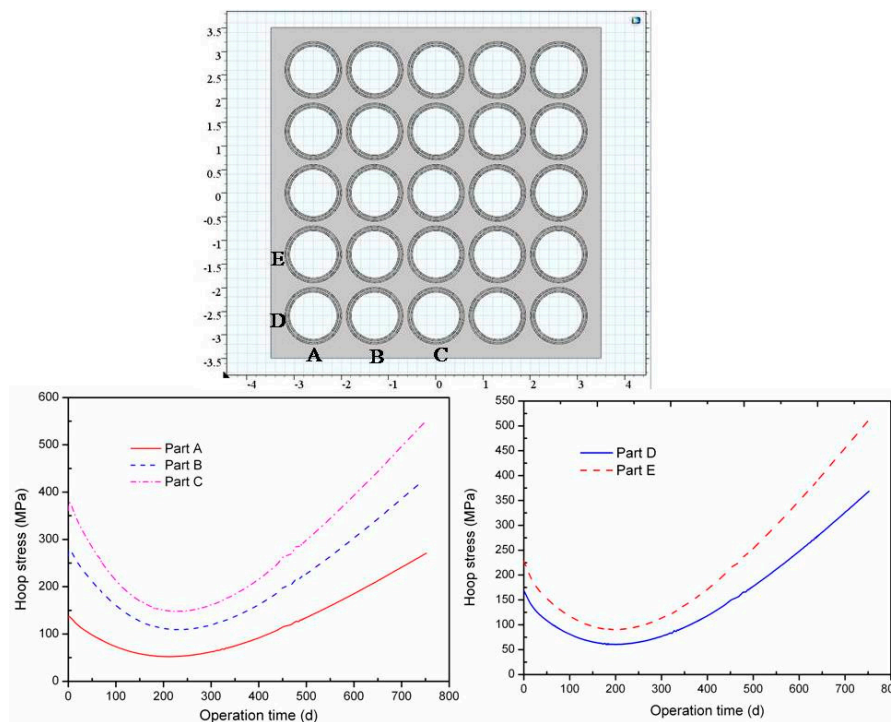 3.5
3
2.5
2
1.5
1
0.5
0
-0.5
-1
E
-1.5
-2
-2.5
D
-3
A B C
-3.5
-4 -3 -2 -1 0 1 2 3 4
600
500
400
300
200
100
0
Hoop stress (MPa)
Part A
Part B
Part C
0 100 200 300 400 500 600 700 800
Operation time (d)
550
500
450
400
350
300
250
200
150
100
50
0
Hoop stress (MPa)
Part D
Part E
0 100 200 300 400 500 600 700 800
Operation time (d)